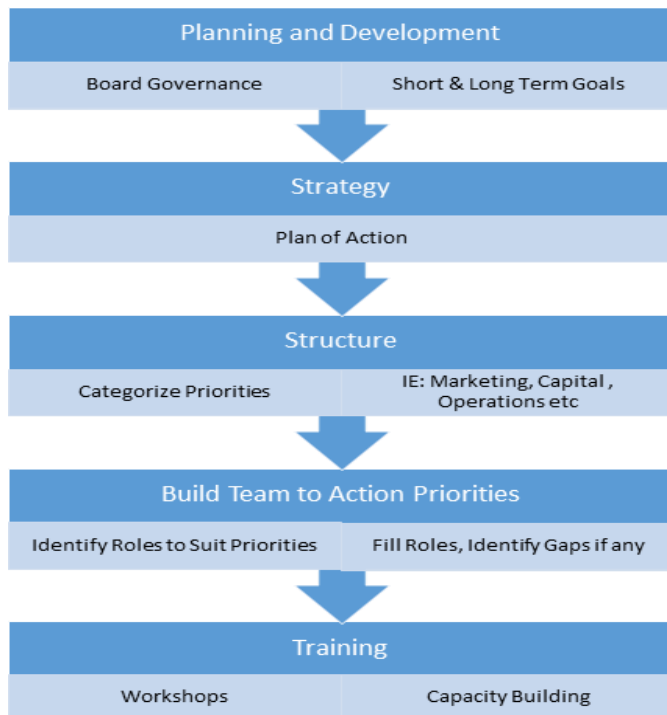 Planning and Development
Board Governance
Short & Long Term Goals
Strategy
Plan of Action
Structure
Categorize Priorities
IE: Marketing, Capital ,
Operations etc
Build Team to Action Priorities
Identify Roles to Suit Priorities
Fill Roles, Identify Gaps if any
Training
Workshops
Capacity Building